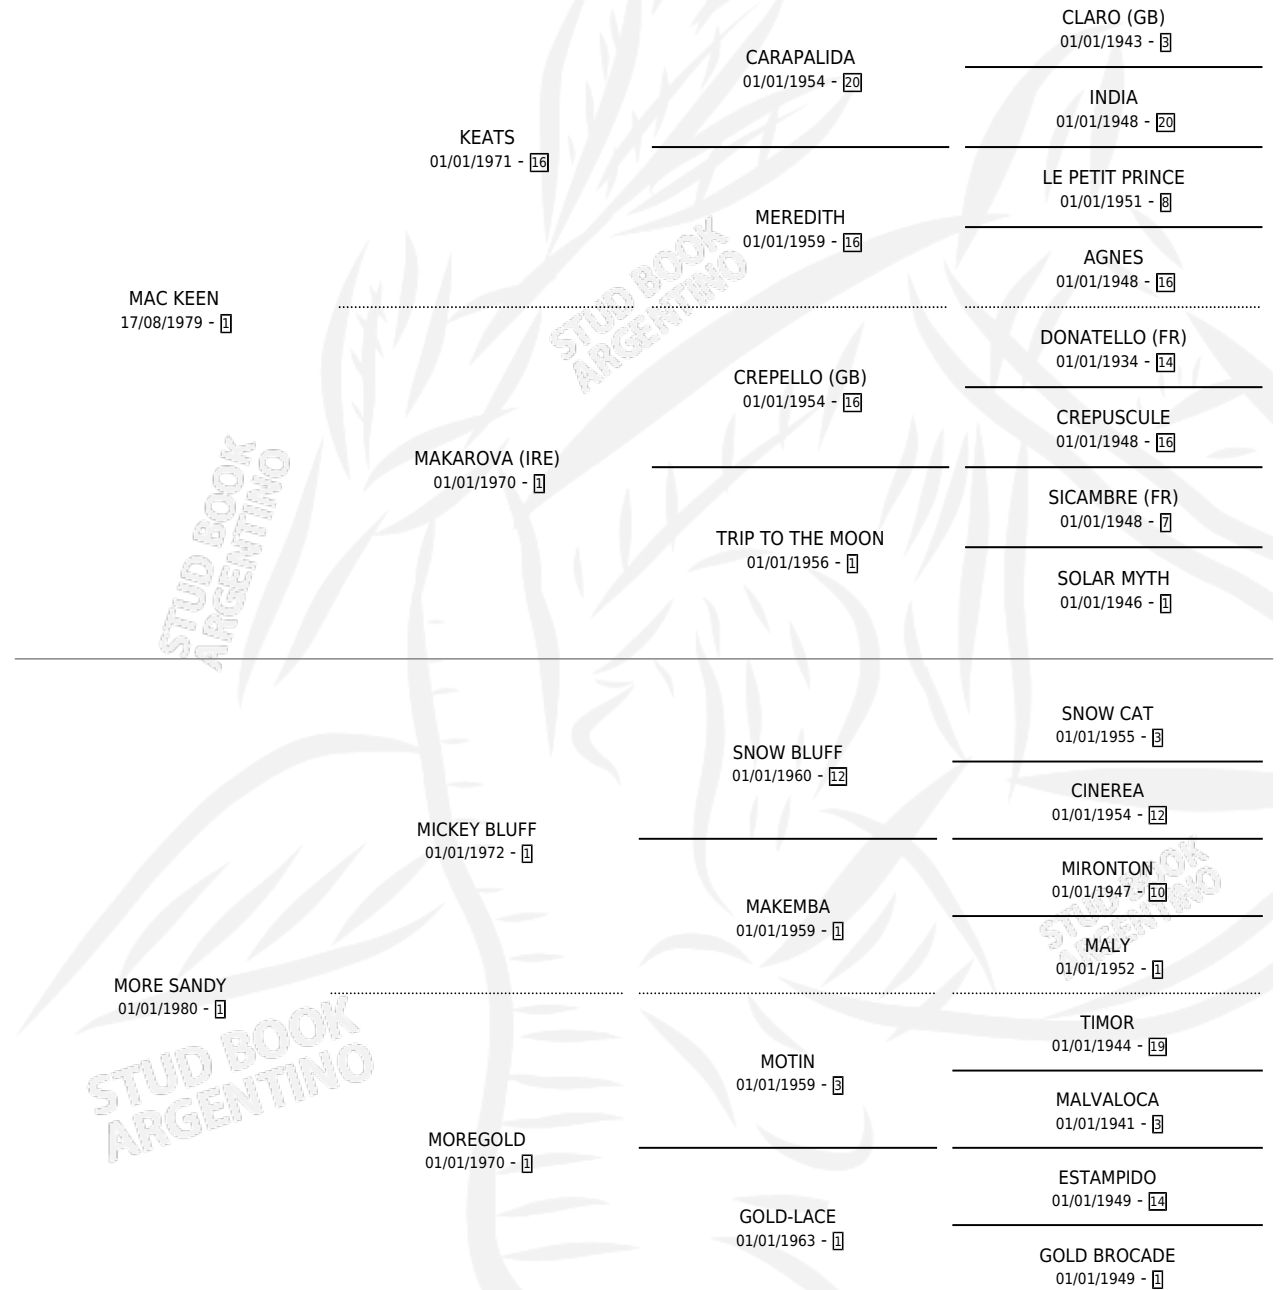 CLARO (GB)
01/01/1943 - 3
CARAPALIDA
01/01/1954 - 20
INDIA
01/01/1948 - 20
KEATS
01/01/1971 - 16
LE PETIT PRINCE
01/01/1951 - 8
MEREDITH
01/01/1959 - 16
AGNES
01/01/1948 - 16
MAC KEEN
17/08/1979 - 1
STUD BOOK
ARGENTINO
DONATELLO (FR)
01/01/1934 - 14
CREPELLO (GB)
01/01/1954 - 16
CREPUSCULE
01/01/1948 - 16
MAKAROVA (IRE)
01/01/1970 - 1
SICAMBRE (FR)
01/01/1948 - 7
TRIP TO THE MOON
01/01/1956 - 1
SOLAR MYTH
01/01/1946 - 1
STUD BOOK
ARGENTINO
SNOW CAT
01/01/1955 - 3
SNOW BLUFF
01/01/1960 - 12
CINEREA
01/01/1954 - 12
MICKEY BLUFF
01/01/1972 - 1
MIRONTON
01/01/1947 - 10
MAKEMBA
01/01/1959 - 1
MALY
01/01/1952 - 1
STUD BOOK
ARGENTINO
MORE SANDY
01/01/1980 - 1
STUD BOOK
ARGENTINO
TIMOR
01/01/1944 - 19
MOTIN
01/01/1959 - 3
MALVALOCA
01/01/1941 - 3
MOREGOLD
01/01/1970 - 1
ESTAMPIDO
01/01/1949 - 14
GOLD-LACE
01/01/1963 - 1
GOLD BROCADE
01/01/1949 - 1